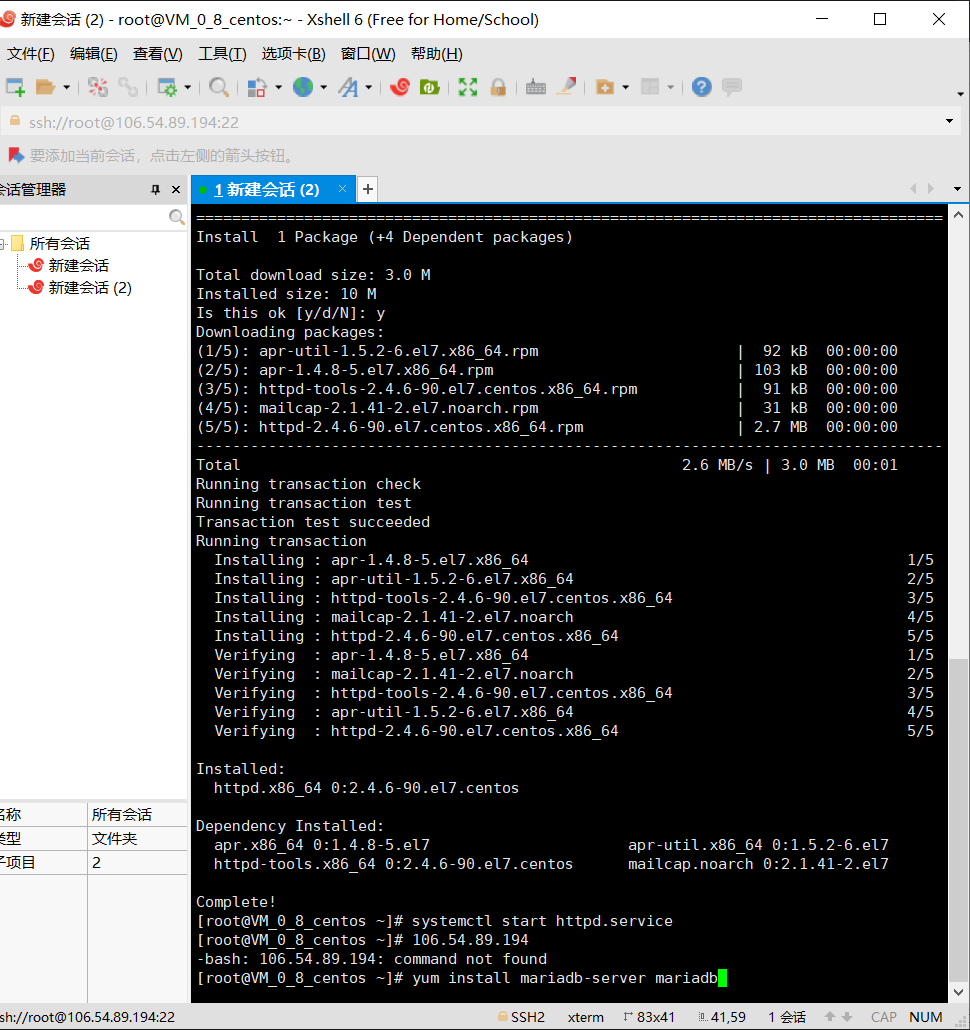 新建会话 (2) - root@VM_0_8_centos:~ - Xshell 6 (Free for Home/School)
文件(F) 编辑(E) 查看(V) 工具(T) 选项卡(B) 窗口(W) 帮助(H)
ssh://root@106.54.89.194:22
要添加当前会话，点击左侧的箭头按钮。
会话管理器
1 新建会话 (2)
所有会话
新建会话
新建会话 (2)
名称 所有会话
类型 文件夹
子项目 2
================================================================================
Install  1 Package (+4 Dependent packages)
Total download size: 3.0 M
Installed size: 10 M
Is this ok [y/d/N]: y
Downloading packages:
(1/5): apr-util-1.5.2-6.el7.x86_64.rpm | 92 kB 00:00:00
(2/5): apr-1.4.8-5.el7.x86_64.rpm | 103 kB 00:00:00
(3/5): httpd-tools-2.4.6-90.el7.centos.x86_64.rpm | 91 kB 00:00:00
(4/5): mailcap-2.1.41-2.el7.noarch.rpm | 31 kB 00:00:00
(5/5): httpd-2.4.6-90.el7.centos.x86_64.rpm | 2.7 MB 00:00:00
--------------------------------------------------------------------------------
Total 2.6 MB/s | 3.0 MB 00:01
Running transaction check
Running transaction test
Transaction test succeeded
Running transaction
Installing : apr-1.4.8-5.el7.x86_64 1/5
Installing : apr-util-1.5.2-6.el7.x86_64 2/5
Installing : httpd-tools-2.4.6-90.el7.centos.x86_64 3/5
Installing : mailcap-2.1.41-2.el7.noarch 4/5
Installing : httpd-2.4.6-90.el7.centos.x86_64 5/5
Verifying  : apr-1.4.8-5.el7.x86_64 1/5
Verifying  : mailcap-2.1.41-2.el7.noarch 2/5
Verifying  : httpd-tools-2.4.6-90.el7.centos.x86_64 3/5
Verifying  : apr-util-1.5.2-6.el7.x86_64 4/5
Verifying  : httpd-2.4.6-90.el7.centos.x86_64 5/5
Installed:
httpd.x86_64 0:2.4.6-90.el7.centos
Dependency Installed:
apr.x86_64 0:1.4.8-5.el7 apr-util.x86_64 0:1.5.2-6.el7
httpd-tools.x86_64 0:2.4.6-90.el7.centos mailcap.noarch 0:2.1.41-2.el7
Complete!
[root@VM_0_8_centos ~]# systemctl start httpd.service
[root@VM_0_8_centos ~]# 106.54.89.194
-bash: 106.54.89.194: command not found
[root@VM_0_8_centos ~]# yum install mariadb-server mariadb
sh://root@106.54.89.194:22 SSH2 xterm 83x41 41,59 1 会话 CAP NUM